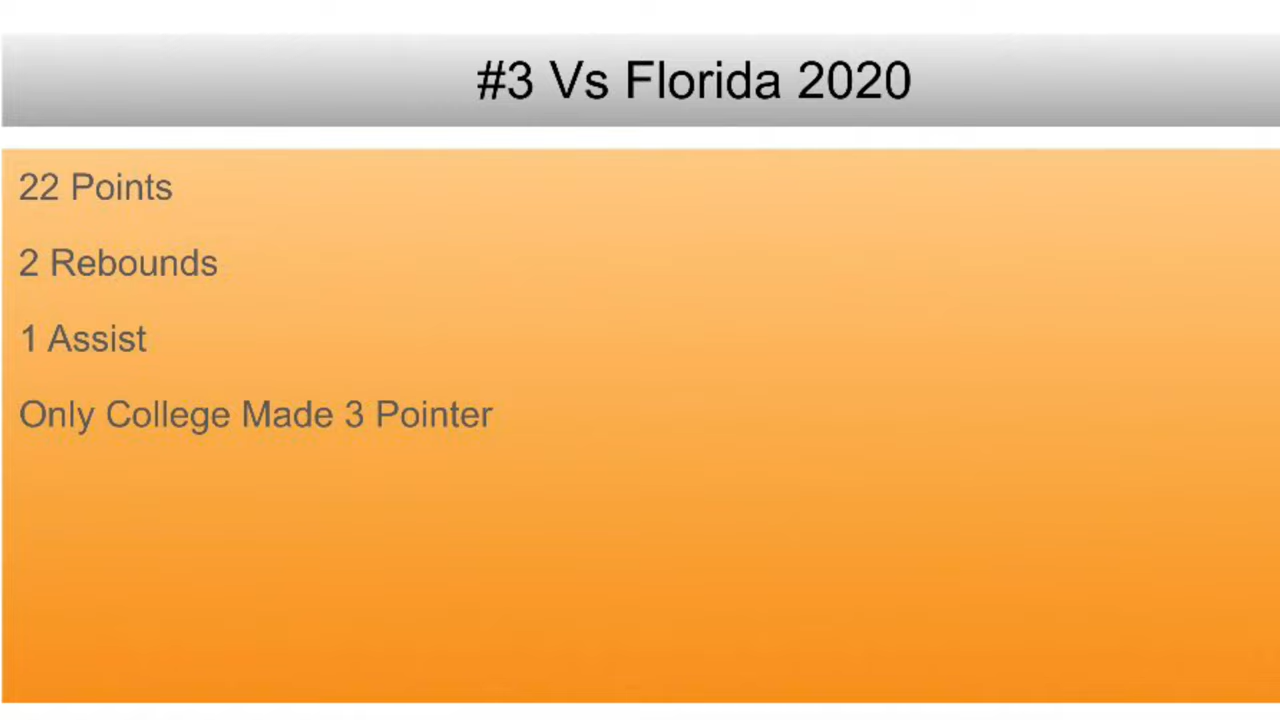 #3 Vs Florida 2020
22 Points
2 Rebounds
1 Assist
Only College Made 3 Pointer